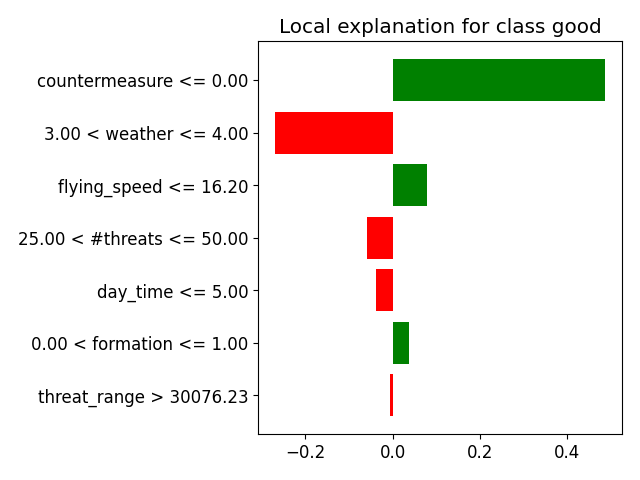 Local explanation for class good
countermeasure <= 0.00
3.00 < weather <= 4.00
flying_speed <= 16.20
25.00 < #threats <= 50.00
day_time <= 5.00
0.00 < formation <= 1.00
threat_range > 30076.23
−0.2 0.0 0.2 0.4